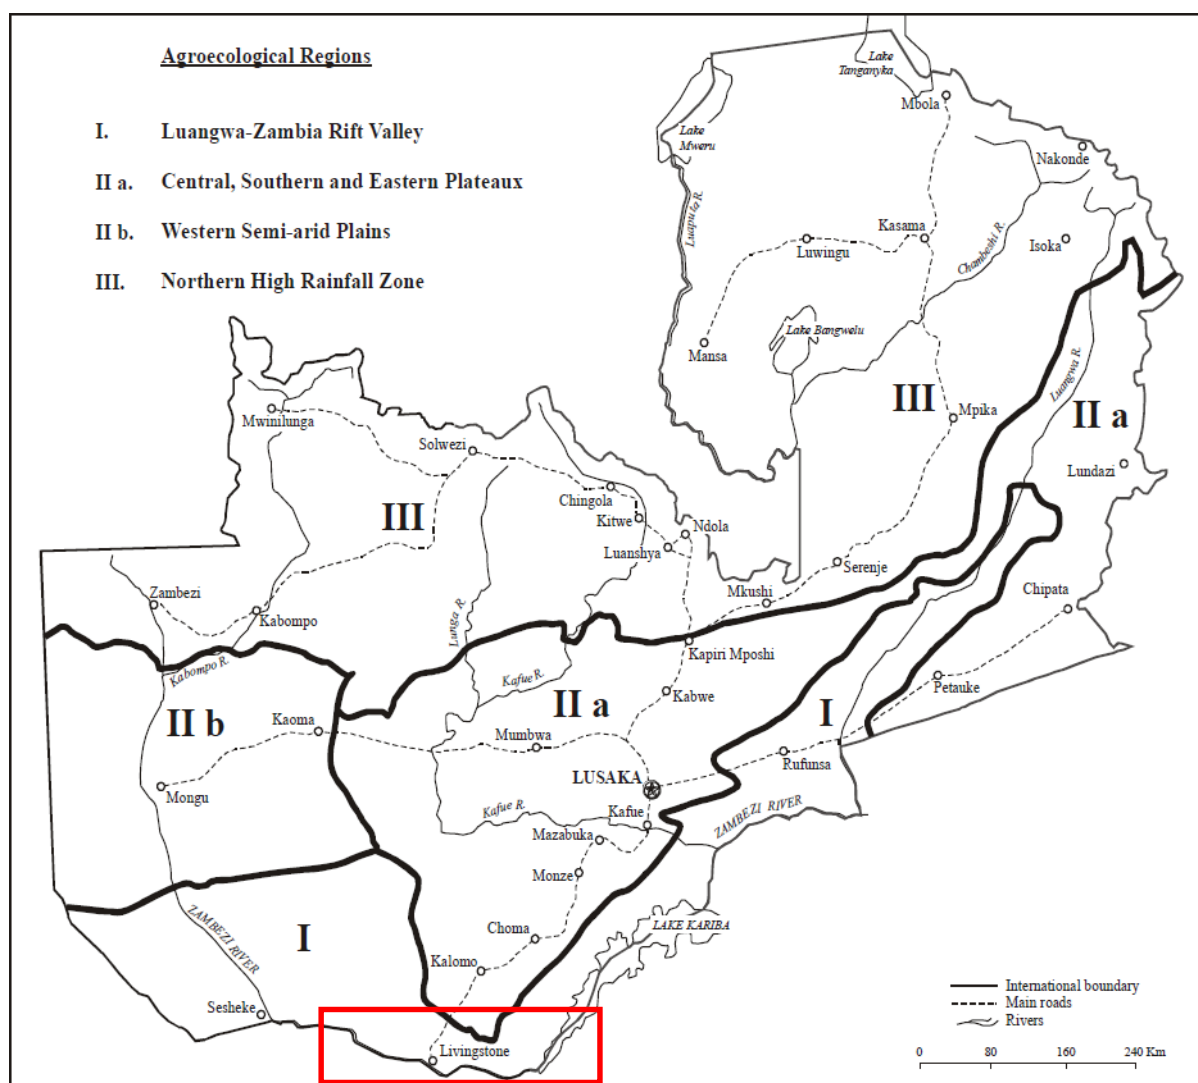 Agroecological Regions
I. Luangwa-Zambia Rift Valley
II a. Central, Southern and Eastern Plateaux
II b. Western Semi-arid Plains
III. Northern High Rainfall Zone
Lake
Tanganyka
Mbola
Lake
Mweru
Nakonde
Luapula R.
Kasama
Luwingu
Chambeshi R.
Isoka
Lake Bangwelu
Mansa
Luangwa R.
III
Mpika
II a
Mwinilunga
Solwezi
Lundazi
Chingola
III
Kitwe
Ndola
Luanshya
Serenje
Zambezi
Mkushi
Chipata
Kabompo
Lunga R.
Kapiri Mposhi
Kabompo R.
Kafue R.
Petauke
Kabwe
II b
II a
I
Kaoma
Mumbwa
Rufunsa
LUSAKA
Mongu
Kafue R.
Kafue
ZAMBEZI RIVER
Mazabuka
Monze
ZAMBEZI RIVER
I
Choma
LAKE KARIBA
Kalomo
Sesheke
Livingstone
International boundary
Main roads
Rivers
0 80 160 240 Km